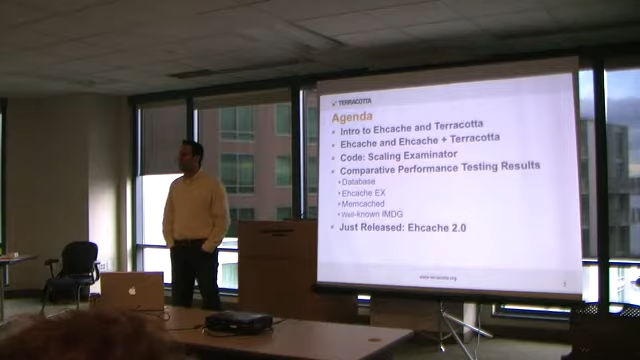 TERRACOTTA
Agenda
Intro to Ehcache and Terracotta
Ehcache and Ehcache + Terracotta
Code: Scaling Examinator
Comparative Performance Testing Results
Database
Ehcache EX
Memcached
Well-known IMDG
Just Released: Ehcache 2.0
www.terracotta.org